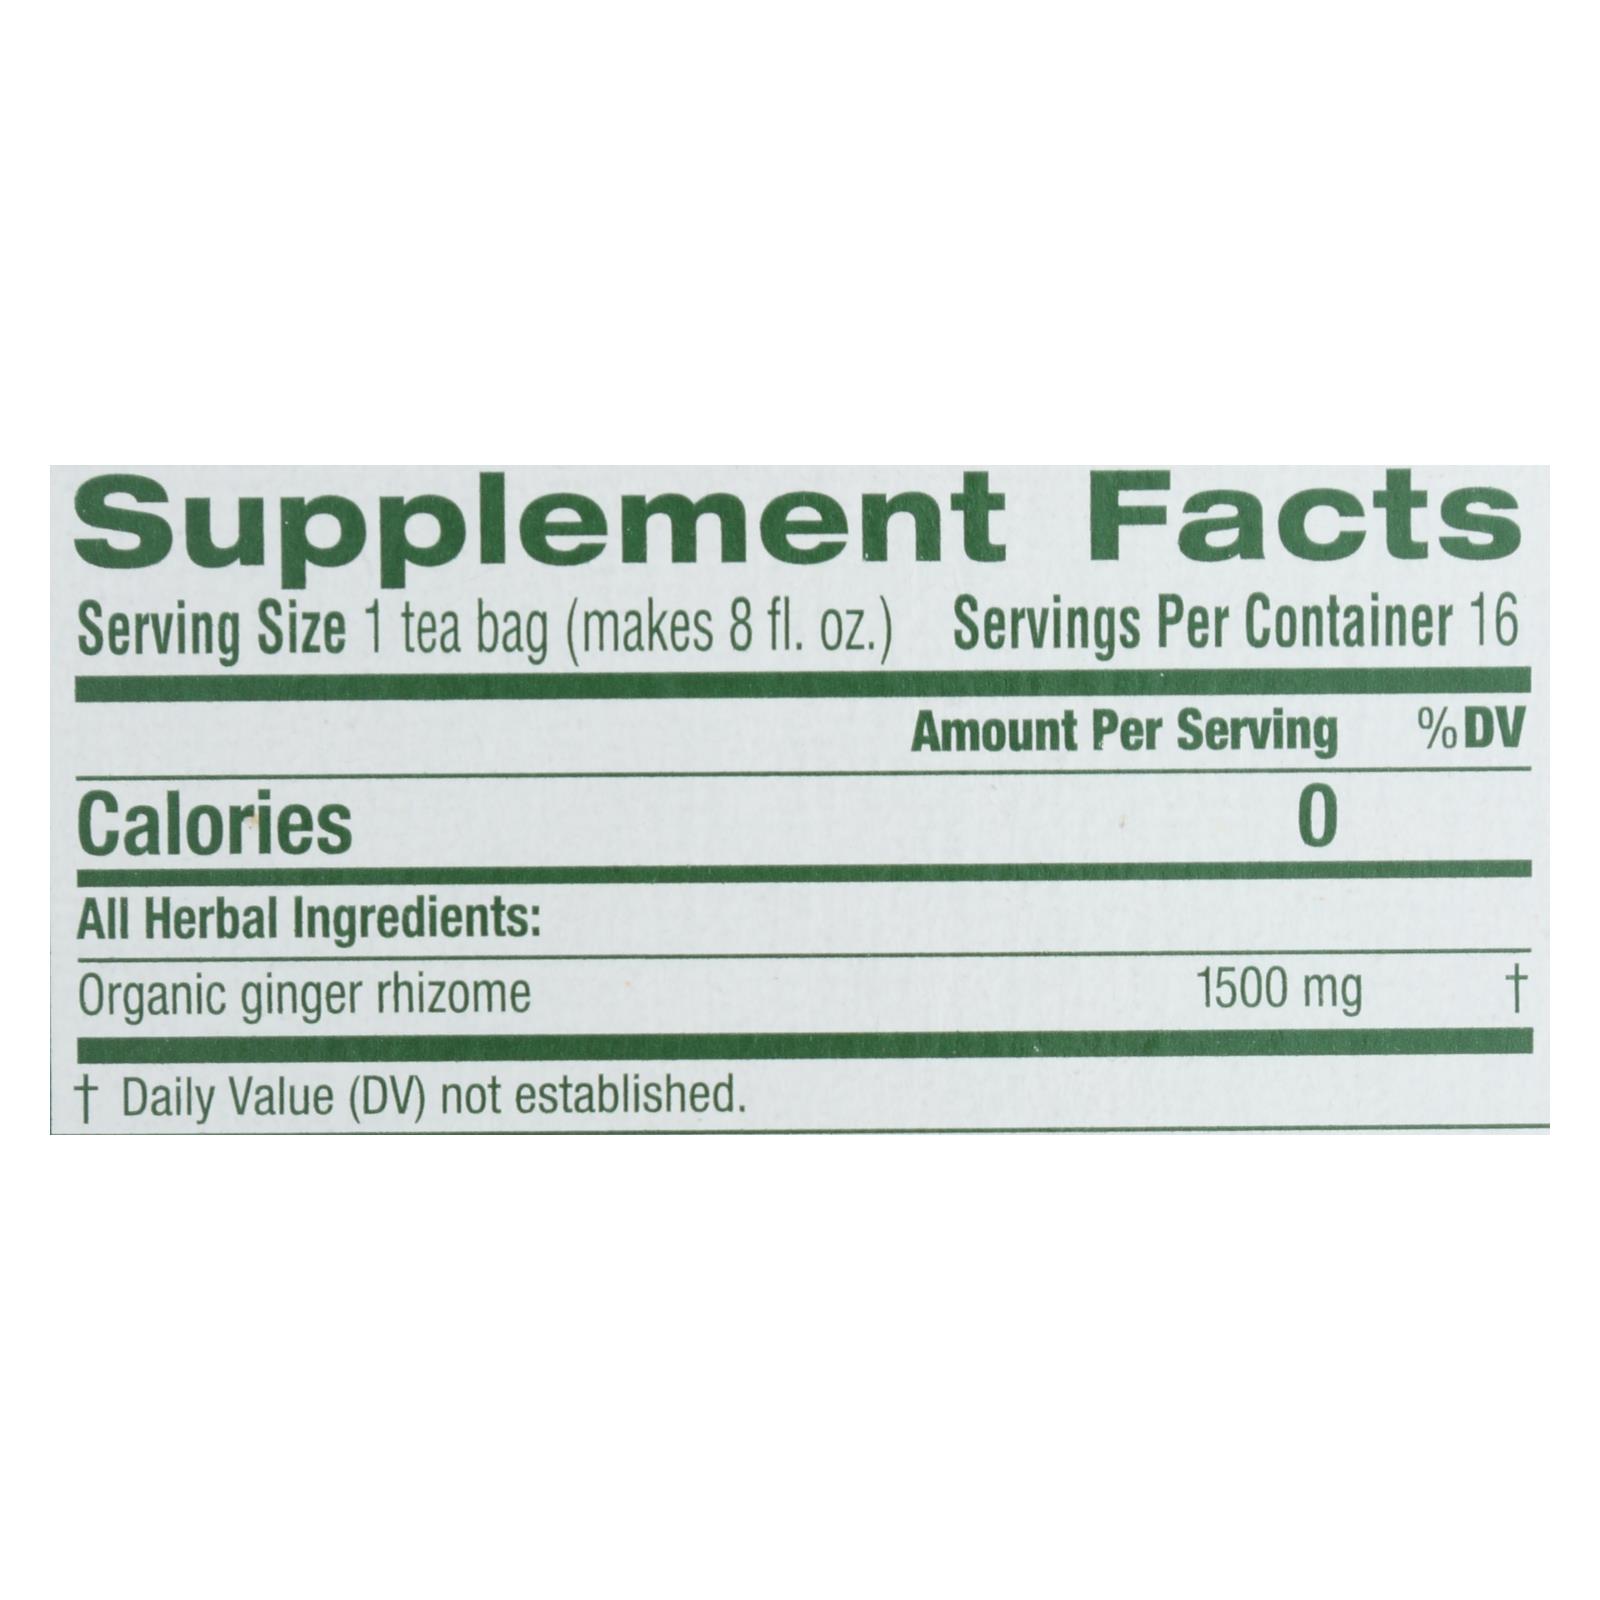 Supplement Facts
Serving Size 1 tea bag (makes 8 fl. oz.) Servings Per Container 16
Amount Per Serving %DV
Calories 0
All Herbal Ingredients:
Organic ginger rhizome 1500 mg †
† Daily Value (DV) not established.